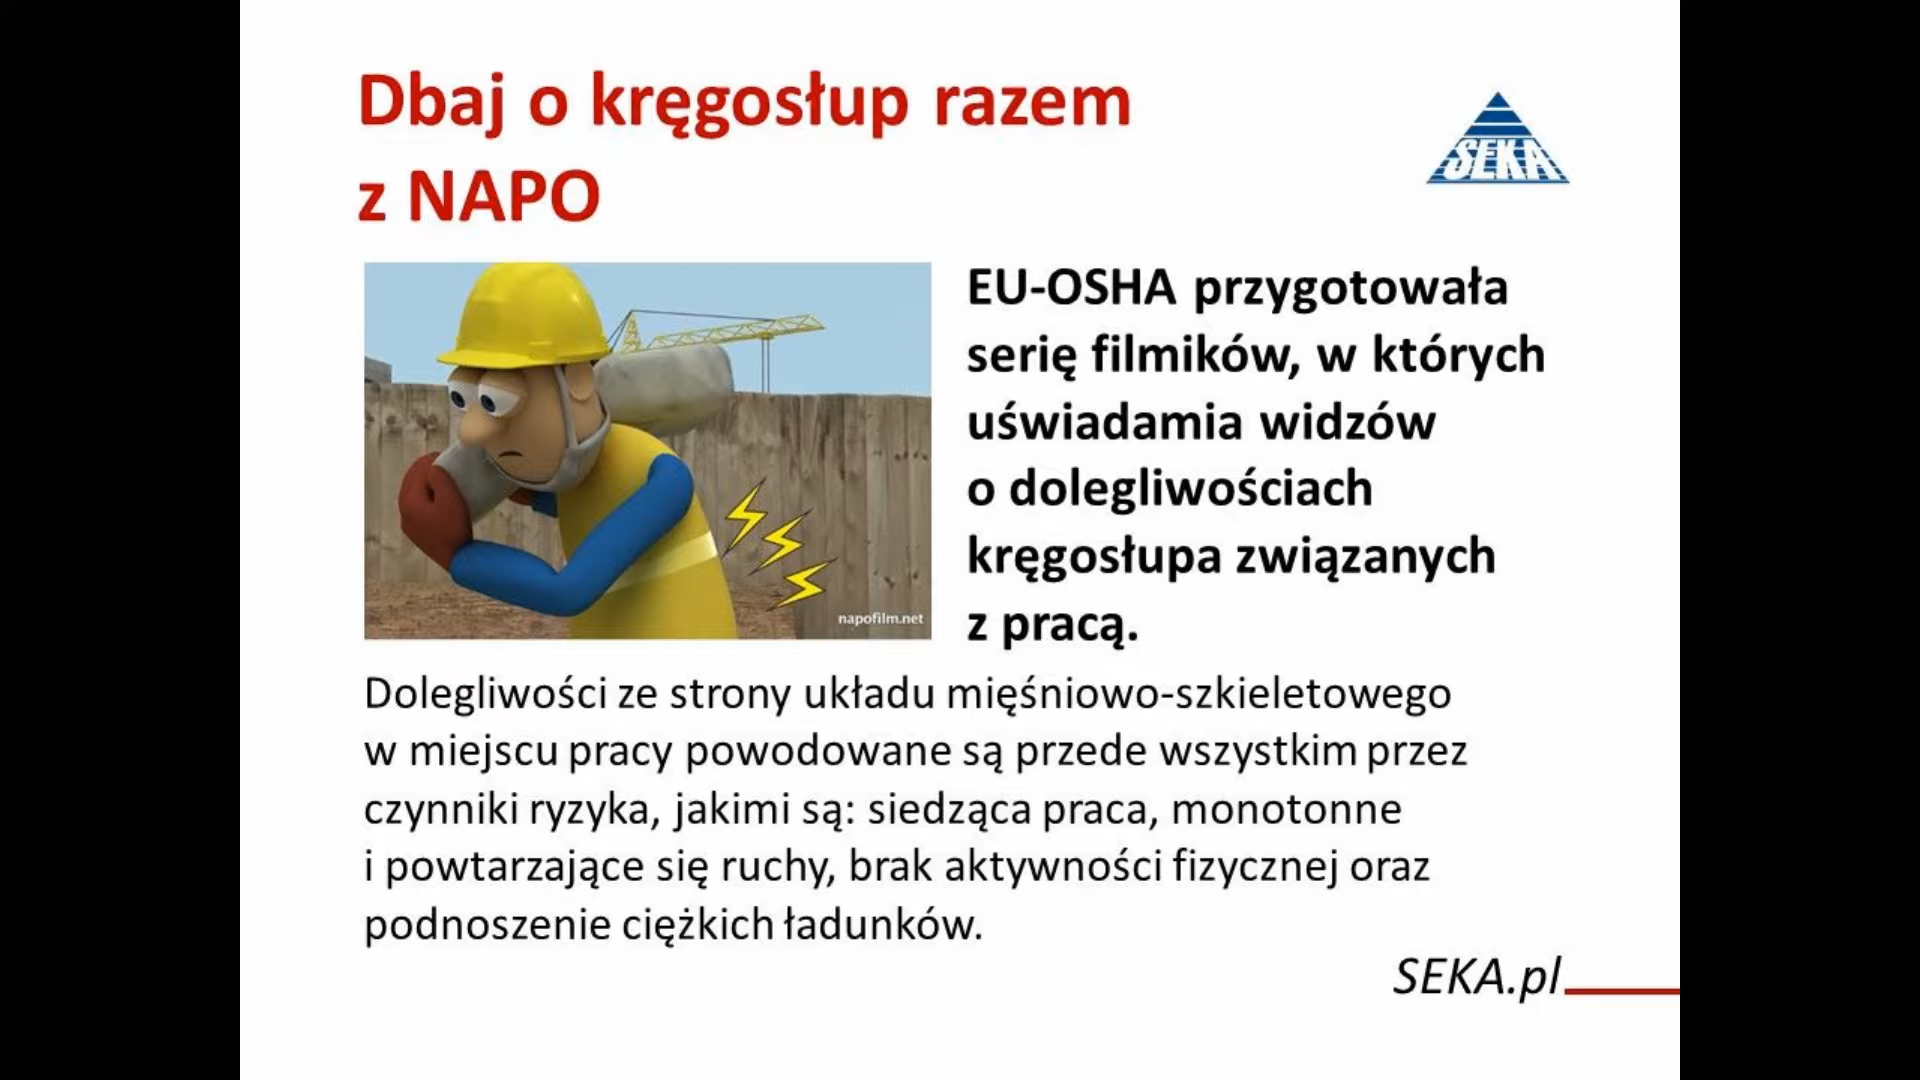 Dbaj o kręgosłup razem
z NAPO
SEKA
EU-OSHA przygotowała
serię filmików, w których
uświadamia widzów
o dolegliwościach
kręgosłupa związanych
z pracą.
napofilm.net
Dolegliwości ze strony układu mięśniowo-szkieletowego
w miejscu pracy powodowane są przede wszystkim przez
czynniki ryzyka, jakimi są: siedząca praca, monotonne
i powtarzające się ruchy, brak aktywności fizycznej oraz
podnoszenie ciężkich ładunków.
SEKA.pl